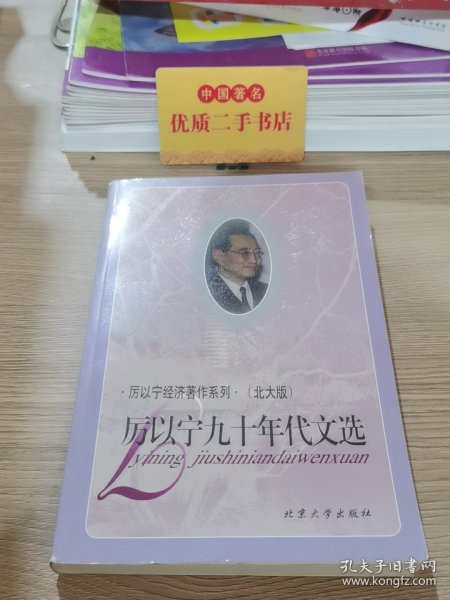 中国著名
优质二手书店
·厉以宁经济著作系列·（北大版）
厉以宁九十年代文选
Lyining jiushiniandaiwenxuan
北京大学出版社
孔夫子旧书网
www.kongfz.com